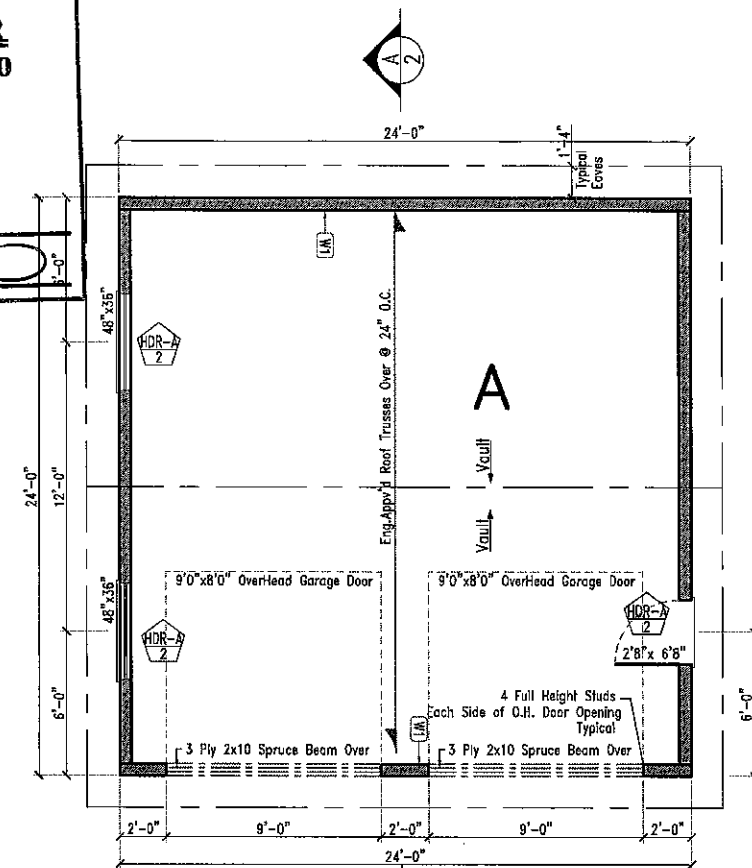 A
2
24'-0"
1'-4"
Typical
Eaves
W1
48"x36"
HDR-A
2
24'-0"
12'-0"
Eng.Appv'd Roof Trusses Over @ 24" O.C.
A
Vault
Vault
9'0"x8'0" OverHead Garage Door
9'0"x8'0" OverHead Garage Door
48"x36"
HDR-A
2
HDR-A
2
2'8"x 6'8"
6'-0"
6'-0"
4 Full Height Studs
Each Side of O.H. Door Opening
Typical
W1
3 Ply 2x10 Spruce Beam Over
3 Ply 2x10 Spruce Beam Over
2'-0"
9'-0"
2'-0"
9'-0"
2'-0"
24'-0"